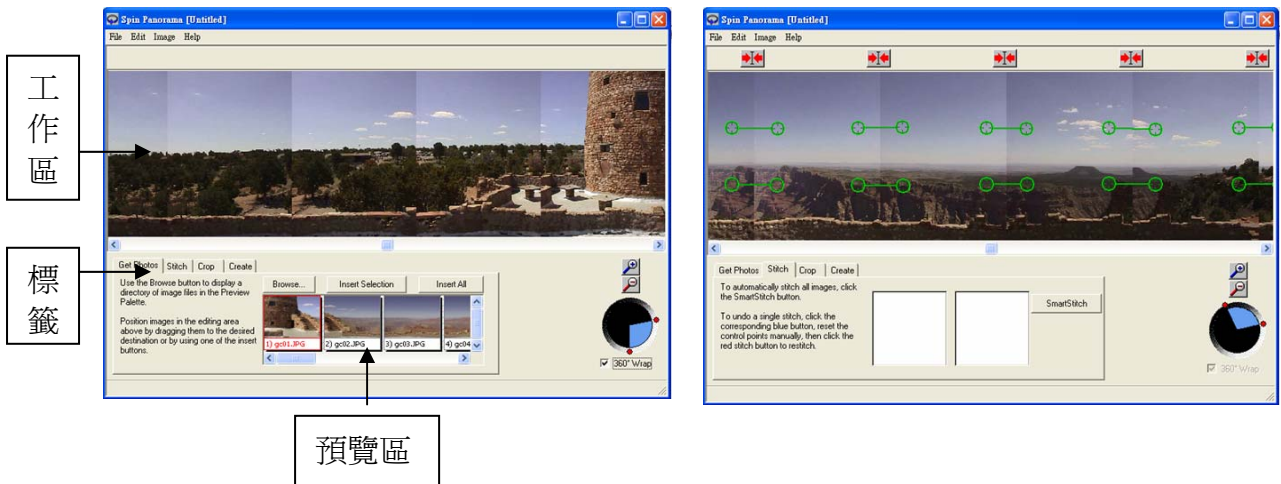 工
作
區
標
籤
預覽區
Spin Panorama [Untitled]
File Edit Image Help
Get Photos Stitch Crop Create
Use the Browse button to display a
directory of image files in the Preview
Palette.
Position images in the editing area
above by dragging them to the desired
destination or by using one of the insert
buttons.
Browse... Insert Selection Insert All
1) gc01.JPG 2) gc02.JPG 3) gc03.JPG 4) gc04
360° Wrap
Spin Panorama [Untitled]
File Edit Image Help
Get Photos Stitch Crop Create
To automatically stitch all images, click
the SmartStitch button.
To undo a single stitch, click the
corresponding blue button, reset the
control points manually, then click the
red stitch button to restitch.
SmartStitch
360° Wrap